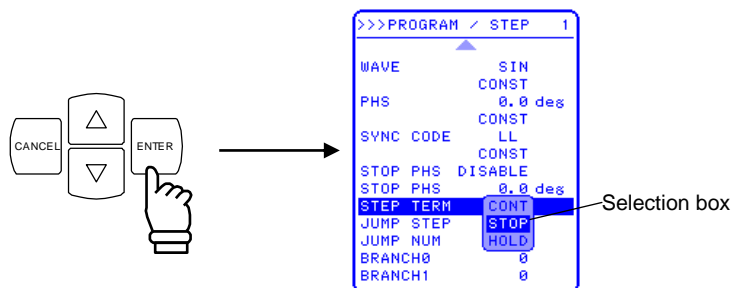 CANCEL
ENTER
>>>PROGRAM / STEP 1
WAVE SIN
CONST
PHS 0.0 deg
CONST
SYNC CODE LL
CONST
STOP PHS DISABLE
STOP PHS 0.0 deg
STEP TERM CONT
JUMP STEP STOP
JUMP NUM HOLD
BRANCH0 0
BRANCH1 0
Selection box